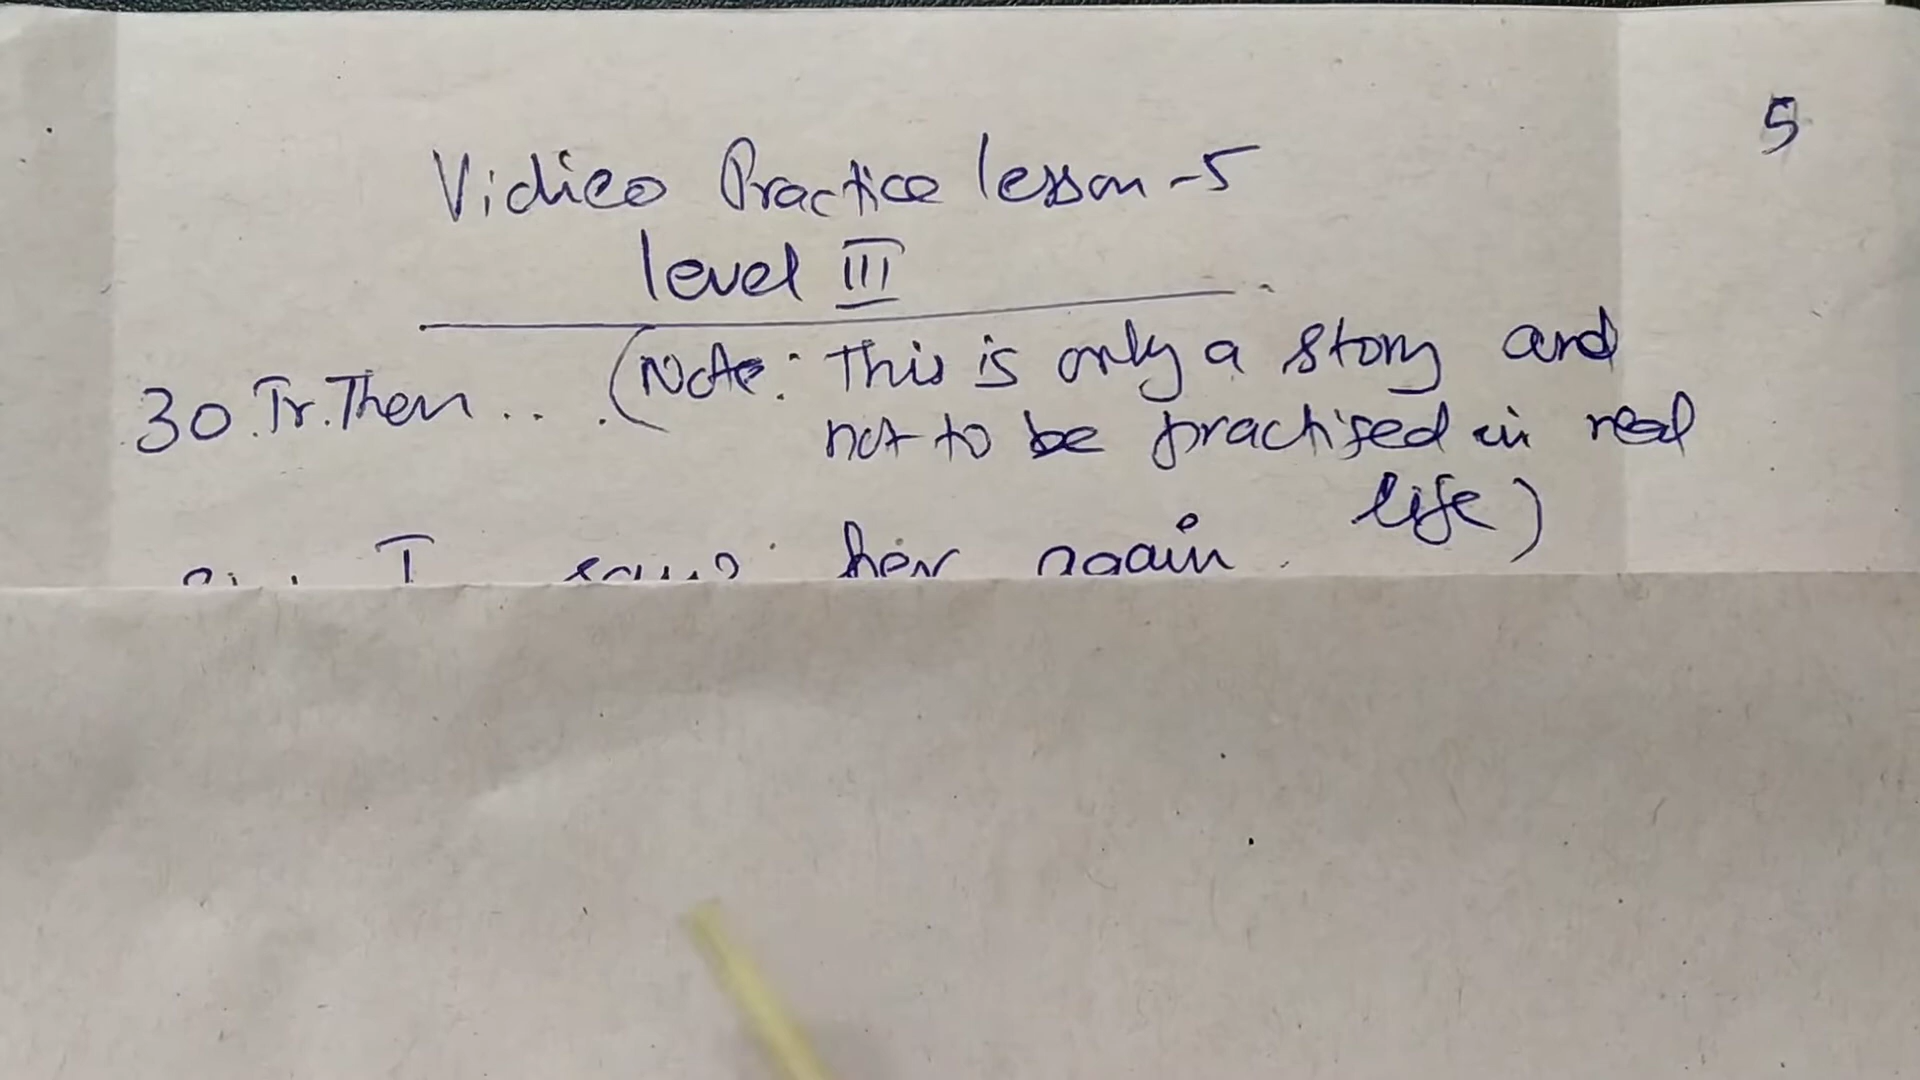 5
Vidieo Practice lesson-5
level III
30.Tr.Then... (Note: This is only a story and
not to be practised in real
life)
I saw her again.